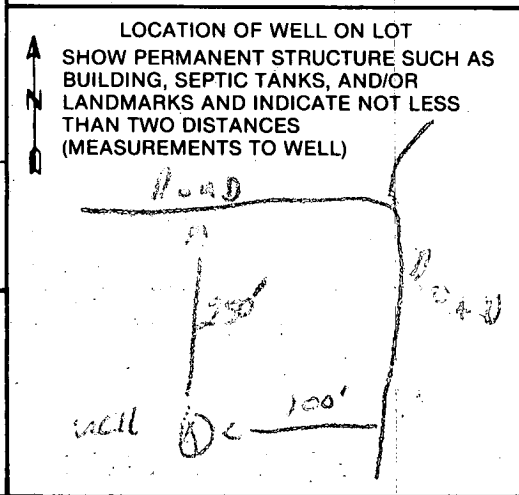 LOCATION OF WELL ON LOT
SHOW PERMANENT STRUCTURE SUCH AS
BUILDING, SEPTIC TANKS, AND/OR
N LANDMARKS AND INDICATE NOT LESS
THAN TWO DISTANCES
(MEASUREMENTS TO WELL)
ROAD
ROAD
250'
100'
well